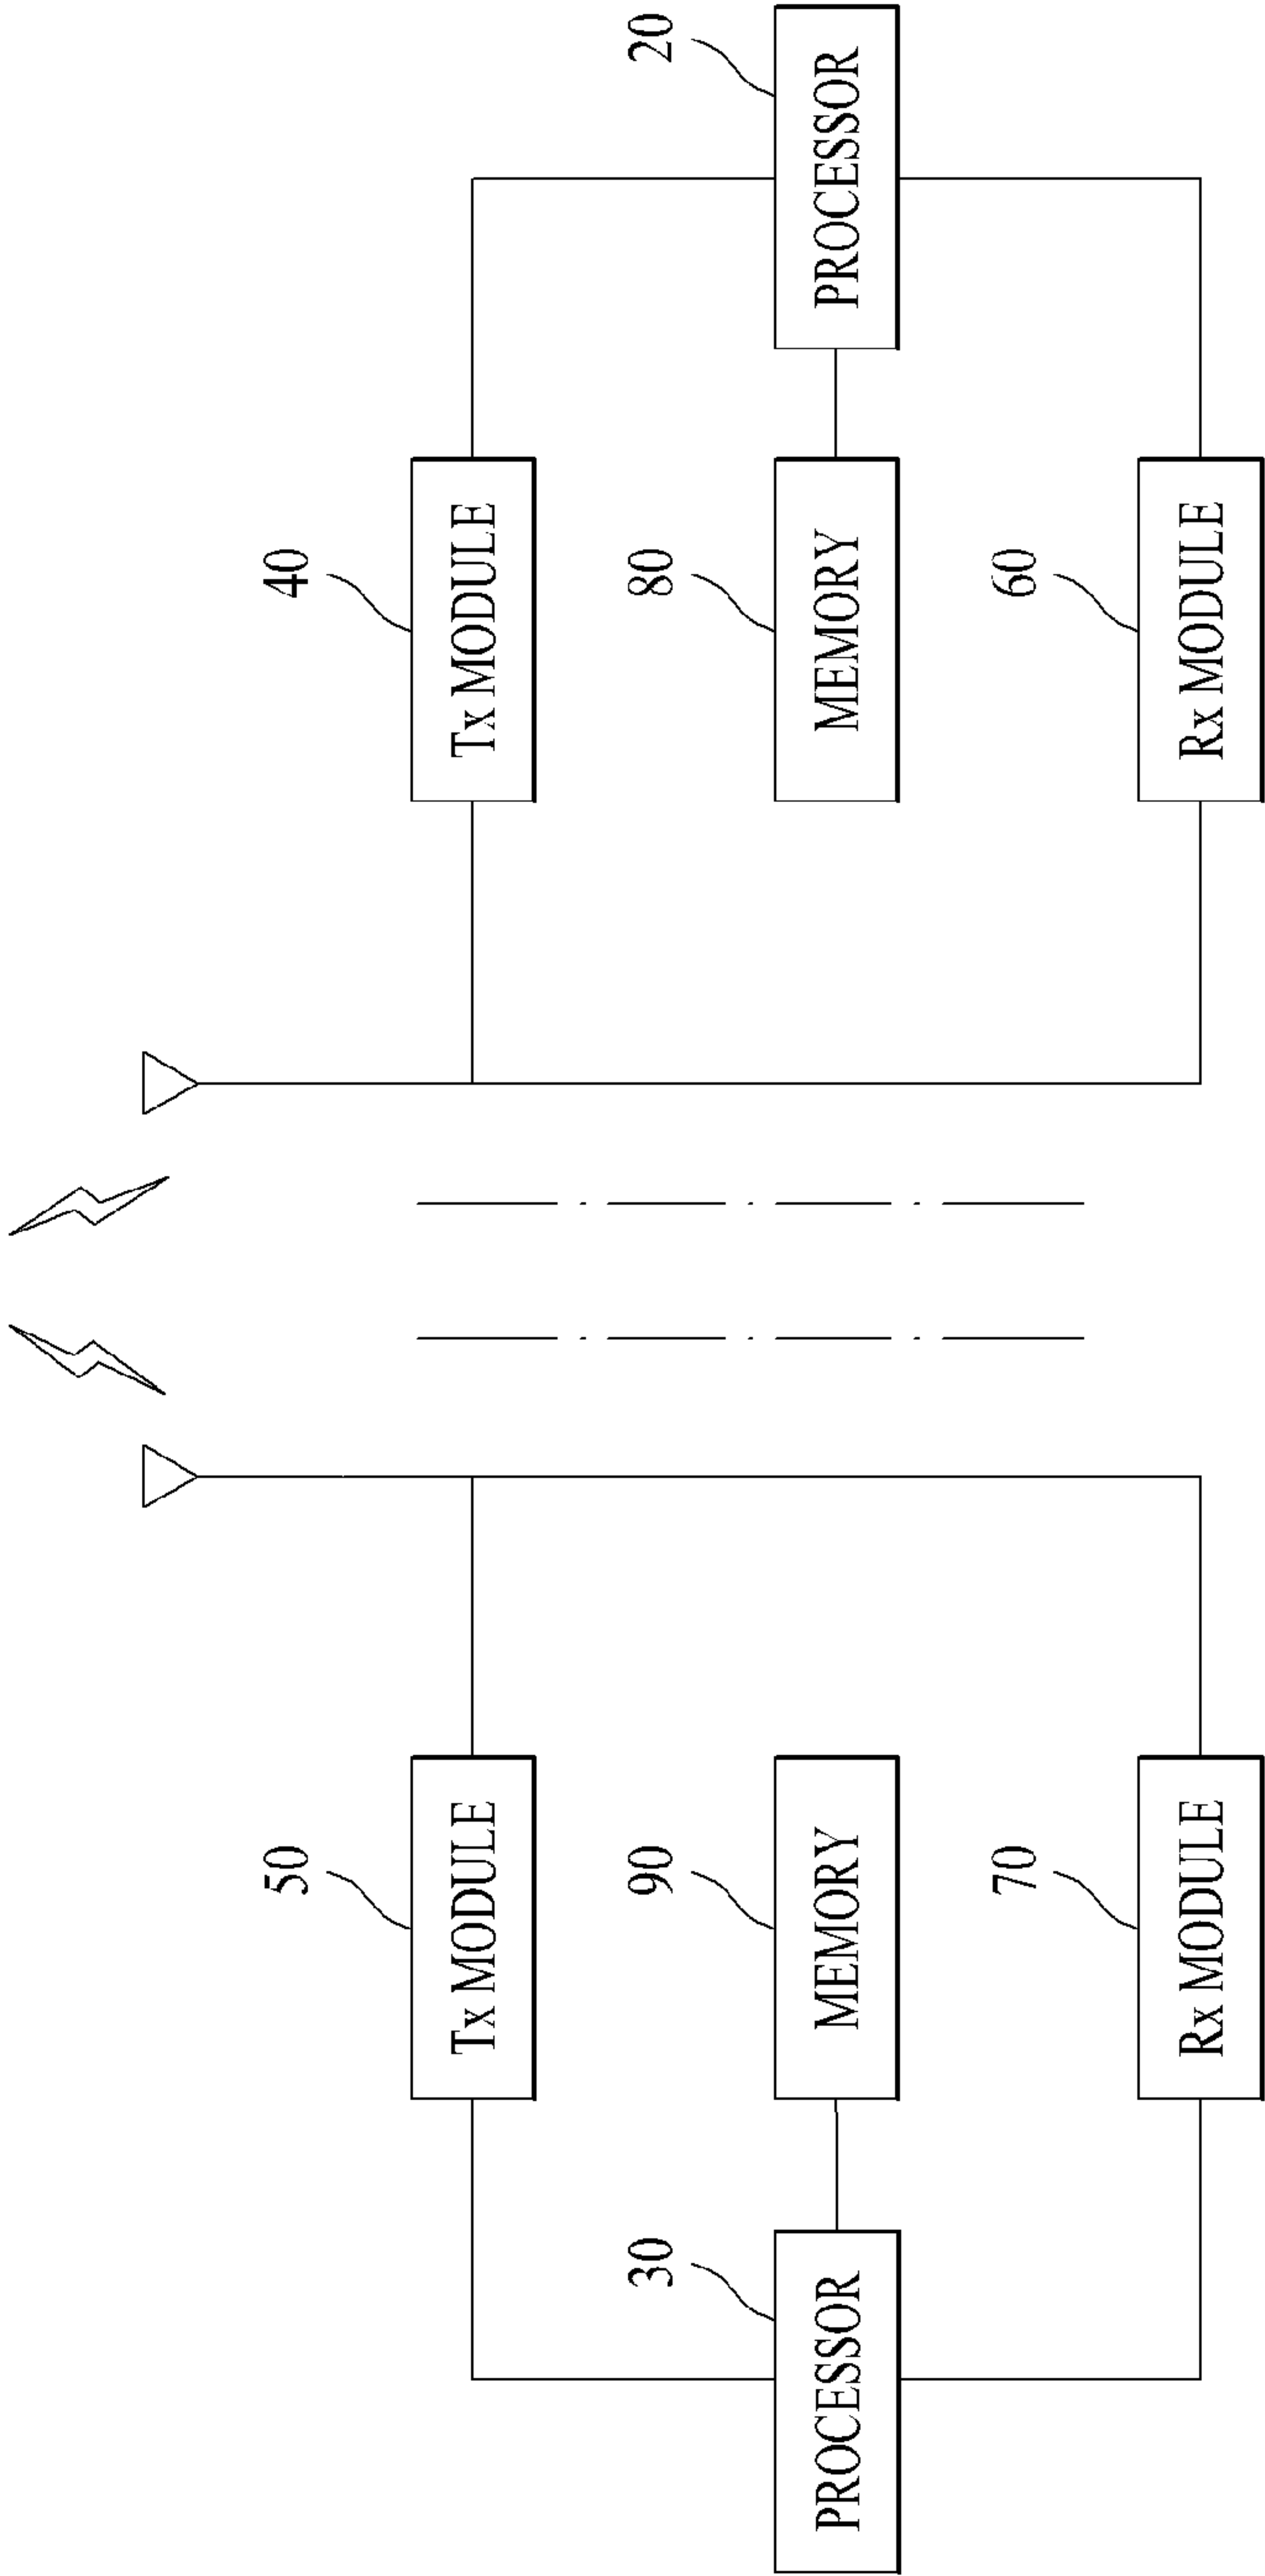 50
40
Tx MODULE
Tx MODULE
30
90
80
20
PROCESSOR
MEMORY
MEMORY
PROCESSOR
70
60
Rx MODULE
Rx MODULE